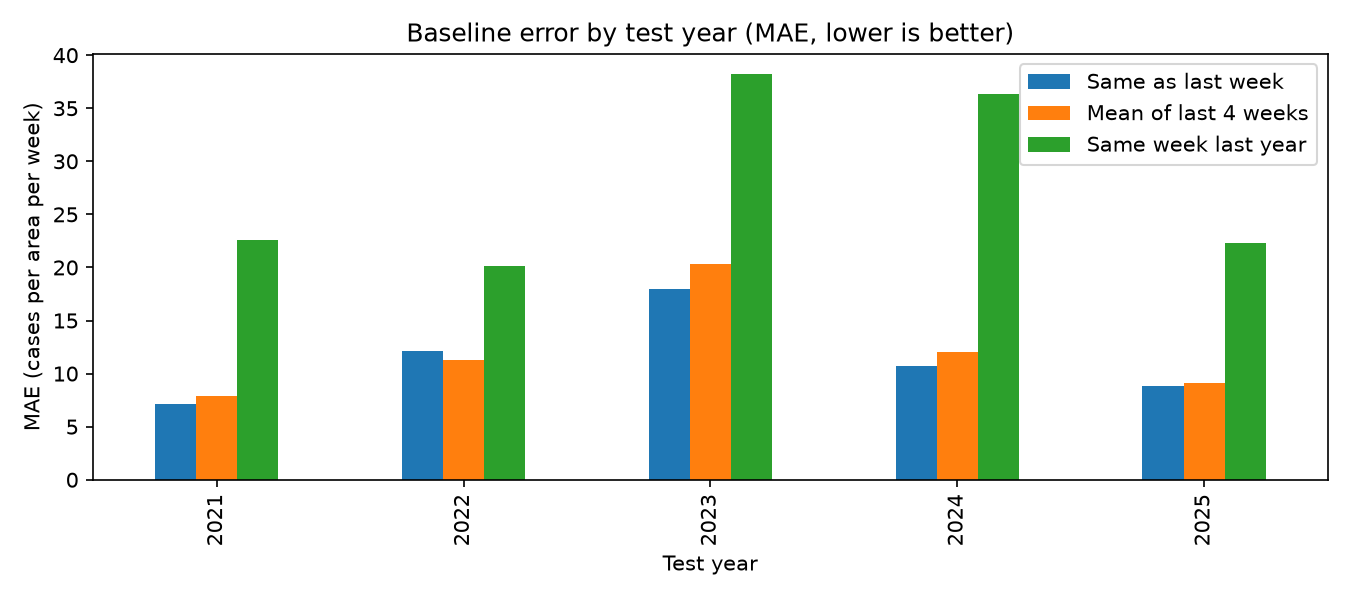 Baseline error by test year (MAE, lower is better)
MAE (cases per area per week)
40
35
30
25
20
15
10
5
0
Same as last week
Mean of last 4 weeks
Same week last year
2021
2022
2023
2024
2025
Test year